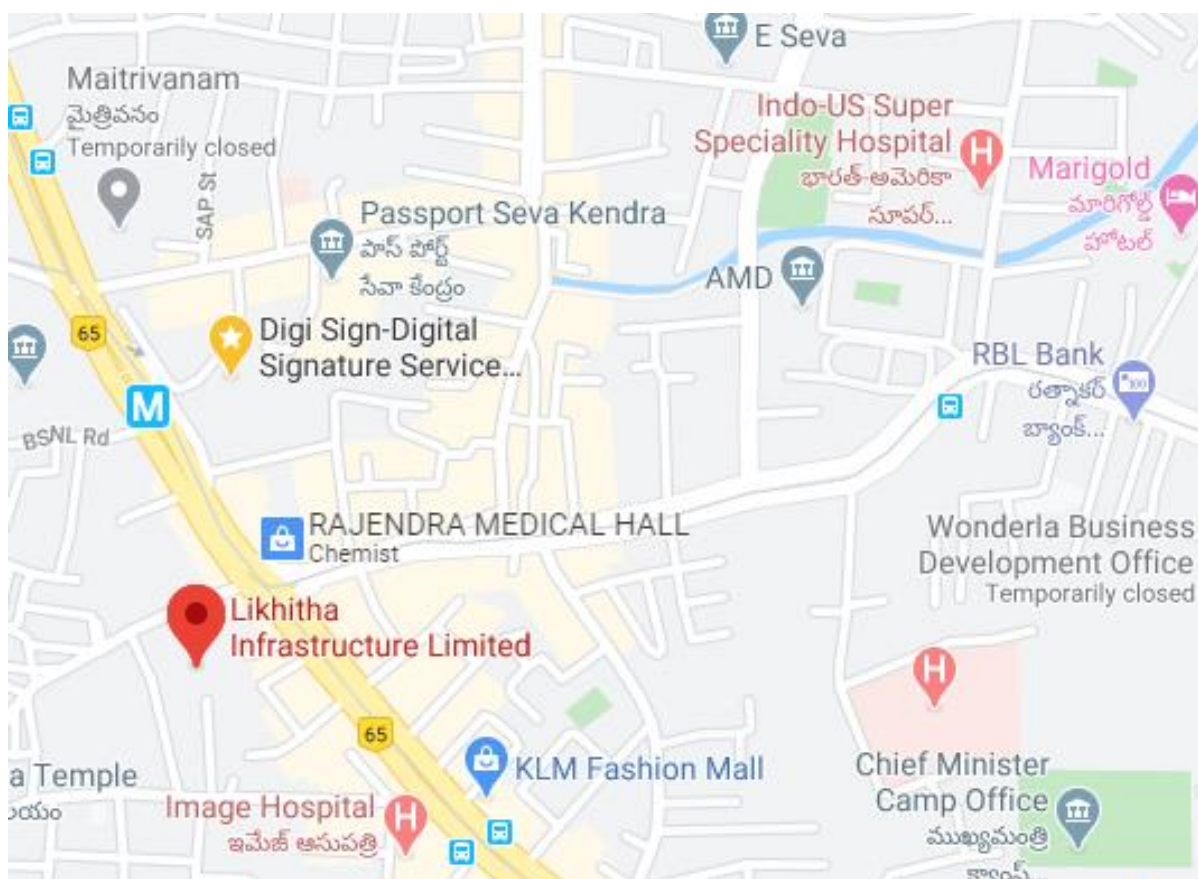 E Seva
Maitrivanam
మైత్రివనం
Temporarily closed
Indo-US Super
Speciality Hospital
భారత్-అమెరికా
సూపర్...
Marigold
మారిగోల్డ్
హోటల్
SAP St
Passport Seva Kendra
పాస్ పోర్ట్
సేవా కేంద్రం
AMD
65
Digi Sign-Digital
Signature Service...
RBL Bank
రత్నాకర్
బ్యాంక్...
M
BSNL Rd
RAJENDRA MEDICAL HALL
Chemist
Wonderla Business
Development Office
Temporarily closed
Likhitha
Infrastructure Limited
H
65
a Temple
KLM Fashion Mall
Chief Minister
Camp Office
ముఖ్యమంత్రి
Image Hospital
ఇమేజ్ ఆసుపత్రి
H
H